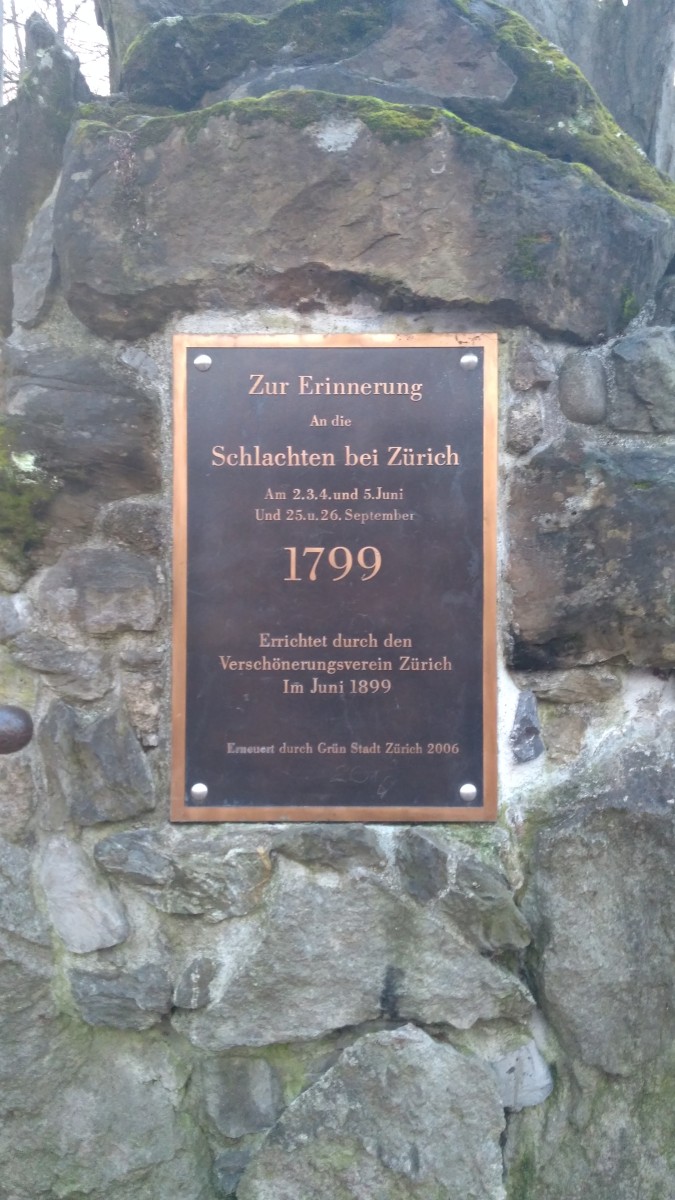 Zur Erinnerung
An die
Schlachten bei Zürich
Am 2.3.4.und 5.Juni
Und 25.u.26.September
1799
Errichtet durch den
Verschönerungsverein Zürich
Im Juni 1899
Erneuert durch Grün Stadt Zürich 2006